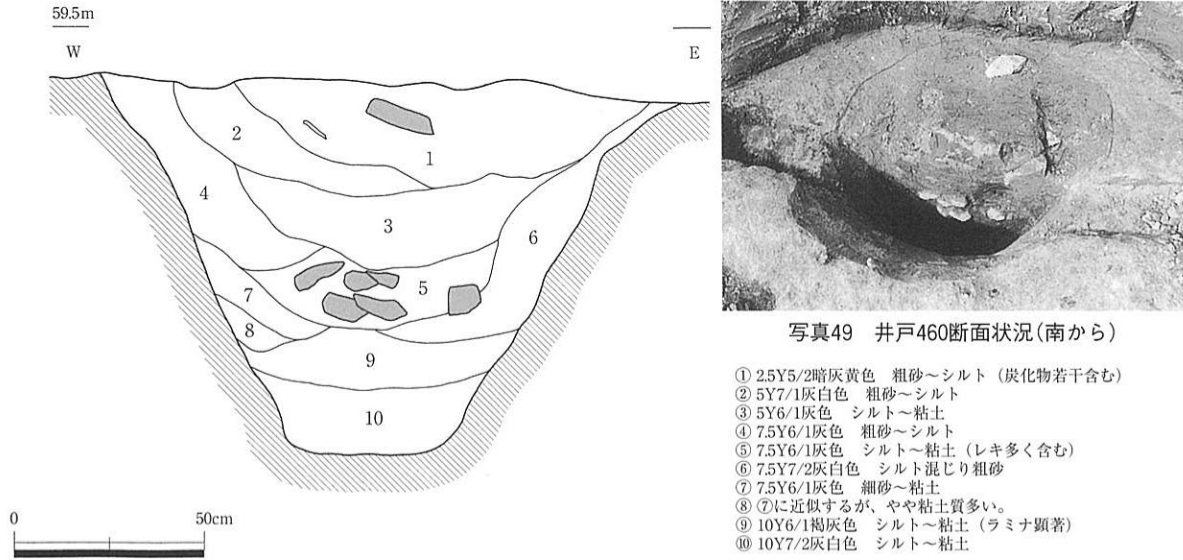 59.5m
W
E
2
1
4
3
6
5
7
8
9
10
0
50cm
写真49 井戸460断面状況(南から)
① 2.5Y5/2暗灰黄色 粗砂～シルト(炭化物若干含む)
② 5Y7/1灰白色 粗砂～シルト
③ 5Y6/1灰色 シルト～粘土
④ 7.5Y6/1灰色 粗砂～シルト
⑤ 7.5Y6/1灰色 シルト～粘土(レキ多く含む)
⑥ 7.5Y7/2灰白色 シルト混じり粗砂
⑦ 7.5Y6/1灰色 細砂～粘土
⑧ ⑦に近似するが、やや粘土質多い。
⑨ 10Y6/1褐灰色 シルト～粘土(ラミナ顕著)
⑩ 10Y7/2灰白色 シルト～粘土